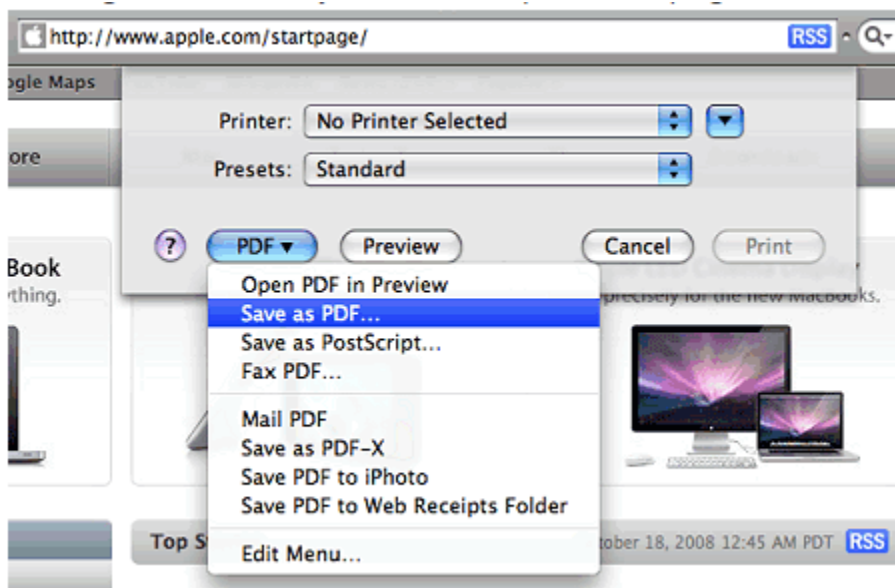 http://www.apple.com/startpage/ RSS
ogle Maps
Printer: No Printer Selected
ore
Presets: Standard
? PDF Preview Cancel Print
Book
thing.
Open PDF in Preview
precisely for the new MacBooks.
Save as PDF...
Save as PostScript...
Fax PDF...
Mail PDF
Save as PDF-X
Save PDF to iPhoto
Save PDF to Web Receipts Folder
Top S
tober 18, 2008 12:45 AM PDT RSS
Edit Menu...